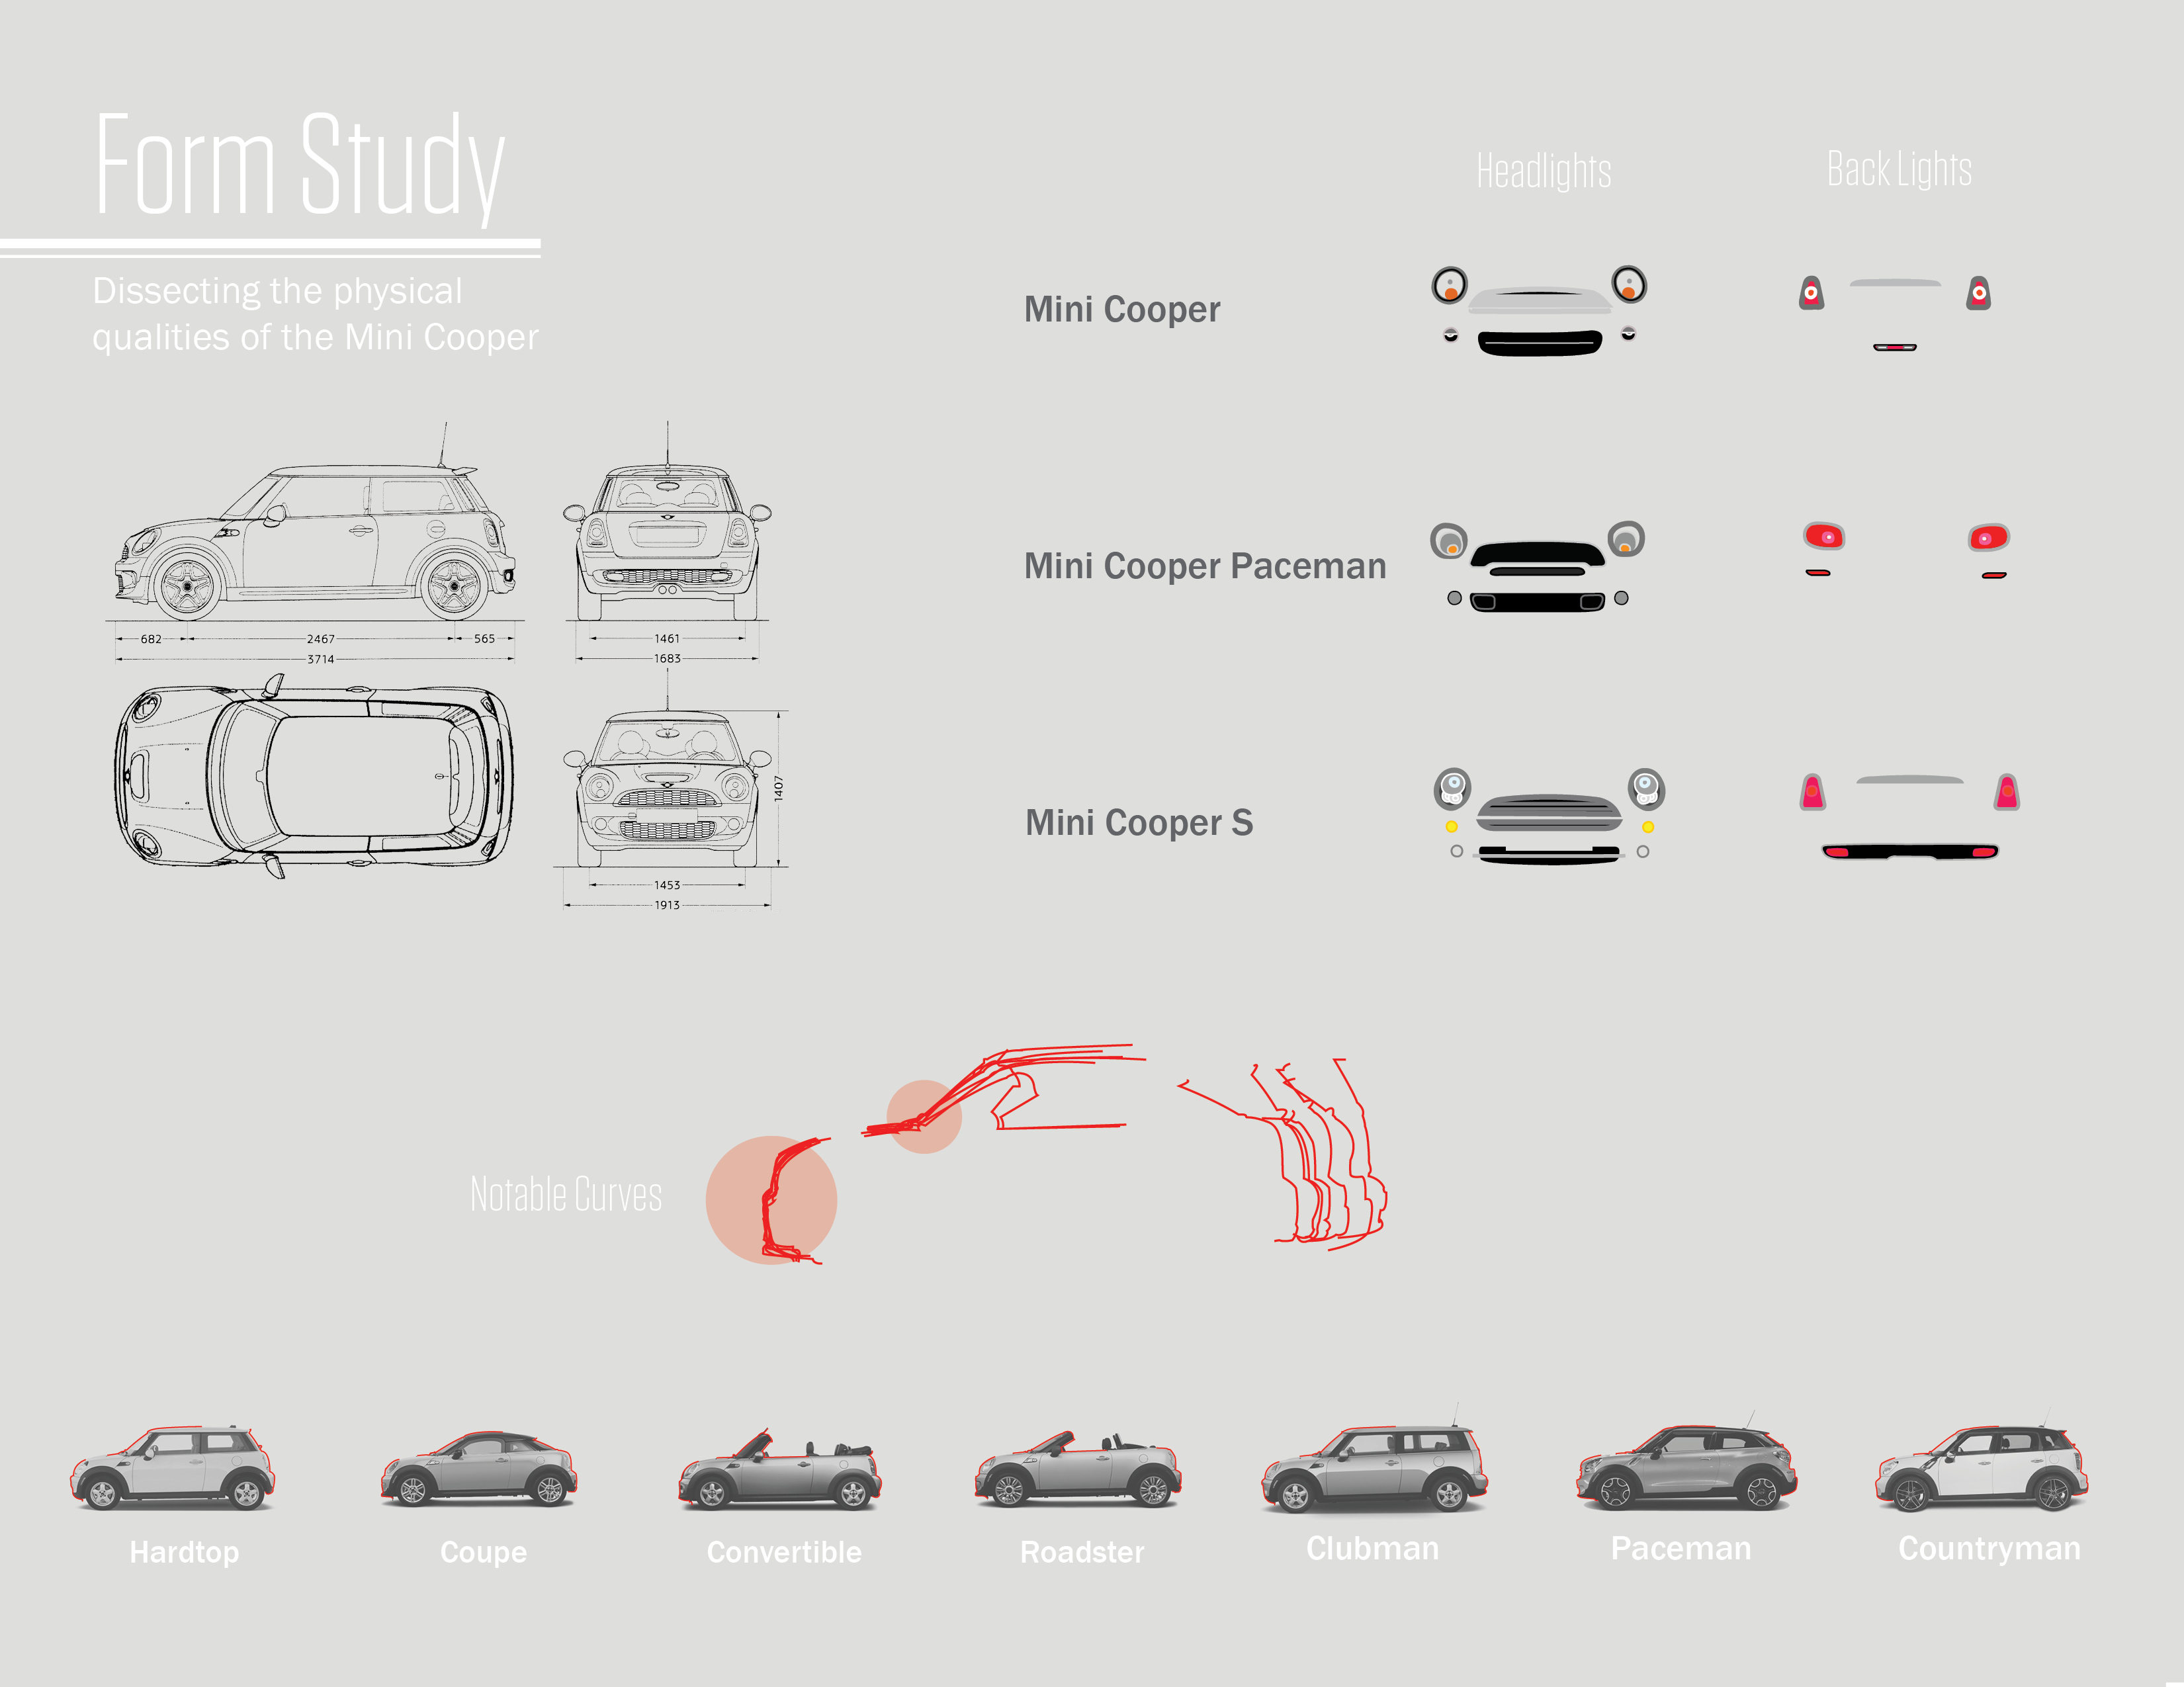 Form Study
Dissecting the physical
qualities of the Mini Cooper
Headlights
Back Lights
Mini Cooper
Mini Cooper Paceman
Mini Cooper S
682
2467
565
3714
1461
1683
1407
1453
1913
Notable Curves
Hardtop
Coupe
Convertible
Roadster
Clubman
Paceman
Countryman